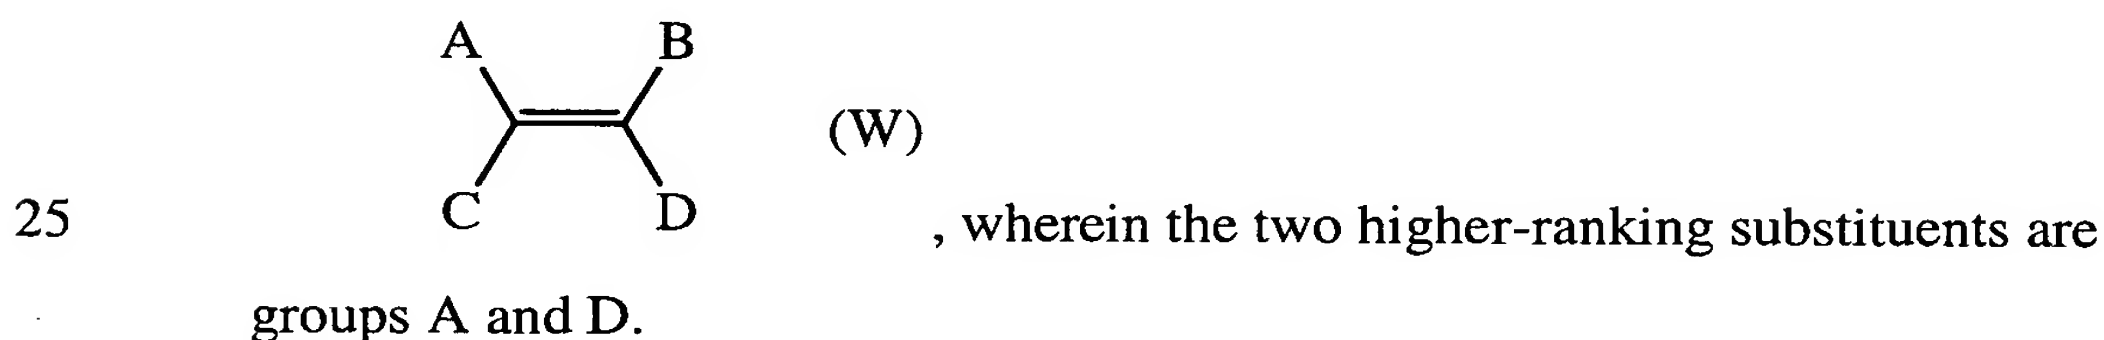 A B
(W)
C D
25 , wherein the two higher-ranking substituents are
groups A and D.